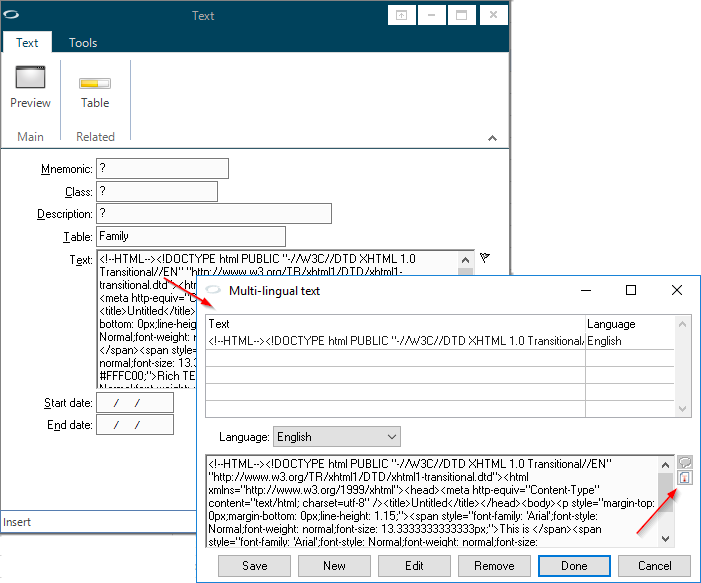 Text
Text Tools
Preview Table
Main Related
Mnemonic: ?
Class: ?
Description: ?
Table: Family
Text: <!--HTML--><!DOCTYPE html PUBLIC "-//W3C//DTD XHTML 1.0
Transitional//EN" "http://www.w3.org/TR/xhtml1/DTD/xhtml1-
transitional.dtd"><ht
<meta http-equiv="C
<title>Untitled</title>
bottom: 0px;line-heig
Normal;font-weight: n
</span><span style=
normal;font-size: 13.3
#FFFC00;">Rich TE
Normal;font-weight:
Start date: / /
End date: / /
Insert
Multi-lingual text
Text Language
<!--HTML--><!DOCTYPE html PUBLIC "-//W3C//DTD XHTML 1.0 Transitional/ English
Language: English
<!--HTML--><!DOCTYPE html PUBLIC "-//W3C//DTD XHTML 1.0 Transitional//EN"
"http://www.w3.org/TR/xhtml1/DTD/xhtml1-transitional.dtd"><html
xmlns="http://www.w3.org/1999/xhtml"><head><meta http-equiv="Content-Type"
content="text/html; charset=utf-8" /><title>Untitled</title></head><body><p style="margin-top:
0px;margin-bottom: 0px;line-height: 1.15;"><span style="font-family: 'Arial';font-style:
Normal;font-weight: normal;font-size: 13.3333333333333px;">This is </span><span
style="font-family: 'Arial';font-style: Normal;font-weight: normal;font-size:
Save New Edit Remove Done Cancel